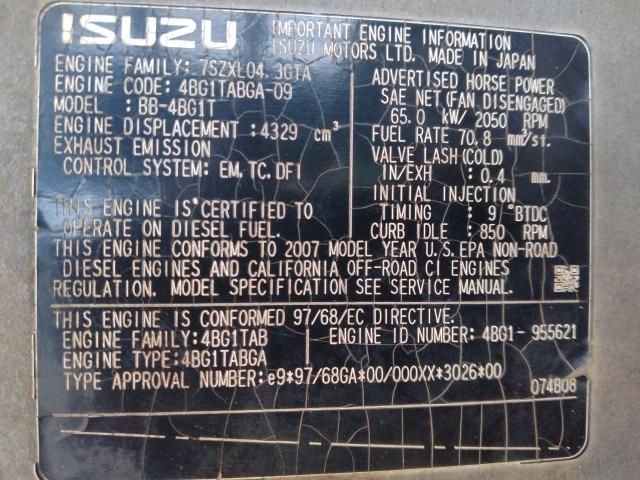 ISUZU
IMPORTANT ENGINE INFORMATION
ISUZU MOTORS LTD. MADE IN JAPAN
ENGINE FAMILY: 7SZXL04.3GTA
ENGINE CODE: 4BG1TABGA-09
MODEL : BB-4BG1T
ENGINE DISPLACEMENT:4329 cm³
EXHAUST EMISSION
CONTROL SYSTEM: EM,TC,DFI
ADVERTISED HORSE POWER
SAE NET(FAN DISENGAGED)
65.0 kW/ 2050 RPM
FUEL RATE 70.8 mm³/st.
VALVE LASH(COLD)
IN/EXH : 0.4 mm.
INITIAL INJECTION
TIMING : 9 °BTDC
CURB IDLE : 850 RPM
THIS ENGINE IS CERTIFIED TO
OPERATE ON DIESEL FUEL.
THIS ENGINE CONFORMS TO 2007 MODEL YEAR U.S.EPA NON-ROAD
DIESEL ENGINES AND CALIFORNIA OFF-ROAD CI ENGINES
REGULATION. MODEL SPECIFICATION SEE SERVICE MANUAL.
THIS ENGINE IS CONFORMED 97/68/EC DIRECTIVE.
ENGINE FAMILY:4BG1TAB ENGINE ID NUMBER: 4BG1- 955621
ENGINE TYPE:4BG1TABGA
TYPE APPROVAL NUMBER:e9*97/68GA*00/000XX*3026*00
074B08